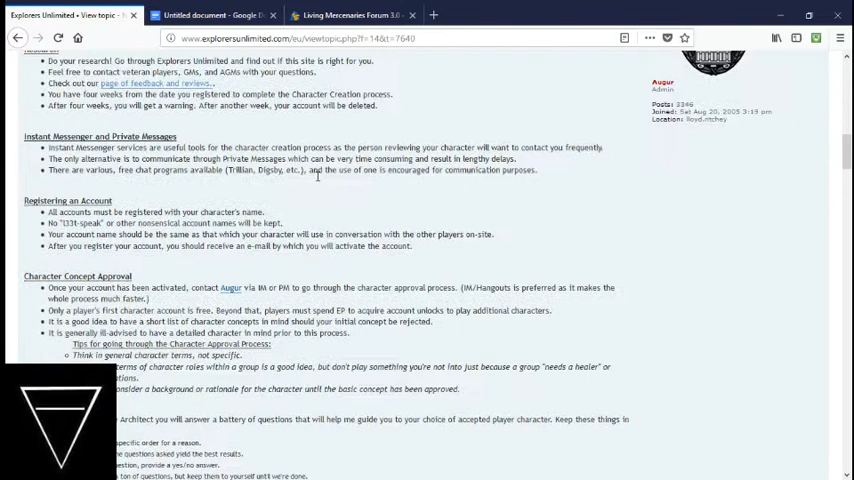 Explorers Unlimited • View topic - N
Untitled document - Google D
Living Mercenaries Forum 3.0
www.explorersunlimited.com/eu/viewtopic.php?f=14&t=7640
Research
Do your research! Go through Explorers Unlimited and find out if this site is right for you.
Feel free to contact veteran players, GMs, and AGMs with your questions.
Check out our page of feedback and reviews..
You have four weeks from the date you registered to complete the Character Creation process.
After four weeks, you will get a warning. After another week, your account will be deleted.
Augur
Admin
Posts: 3346
Joined: Sat Aug 20, 2005 3:19 pm
Location: lloyd.ritchey
Instant Messenger and Private Messages
Instant Messenger services are useful tools for the character creation process as the person reviewing your character will want to contact you frequently.
The only alternative is to communicate through Private Messages which can be very time consuming and result in lengthy delays.
There are various, free chat programs available (Trillian, Digsby, etc.), and the use of one is encouraged for communication purposes.
Registering an Account
All accounts must be registered with your character's name.
No "l33t-speak" or other nonsensical account names will be kept.
Your account name should be the same as that which your character will use in conversation with the other players on-site.
After you register your account, you should receive an e-mail by which you will activate the account.
Character Concept Approval
Once your account has been activated, contact Augur via IM or PM to go through the character approval process. (IM/Hangouts is preferred as it makes the
whole process much faster.)
Only a player's first character account is free. Beyond that, players must spend EP to acquire account unlocks to play additional characters.
It is a good idea to have a short list of character concepts in mind should your initial concept be rejected.
It is generally ill-advised to have a detailed character in mind prior to this process.
Tips for going through the Character Approval Process:
Think in general character terms, not specific.
terms of character roles within a group is a good idea, but don't play something you're not into just because a group "needs a healer" or
tions.
onsider a background or rationale for the character until the basic concept has been approved.
Architect you will answer a battery of questions that will help me guide you to your choice of accepted player character. Keep these things in
specific order for a reason.
he questions asked yield the best results.
estion, provide a yes/no answer.
ton of questions, but keep them to yourself until we're done.